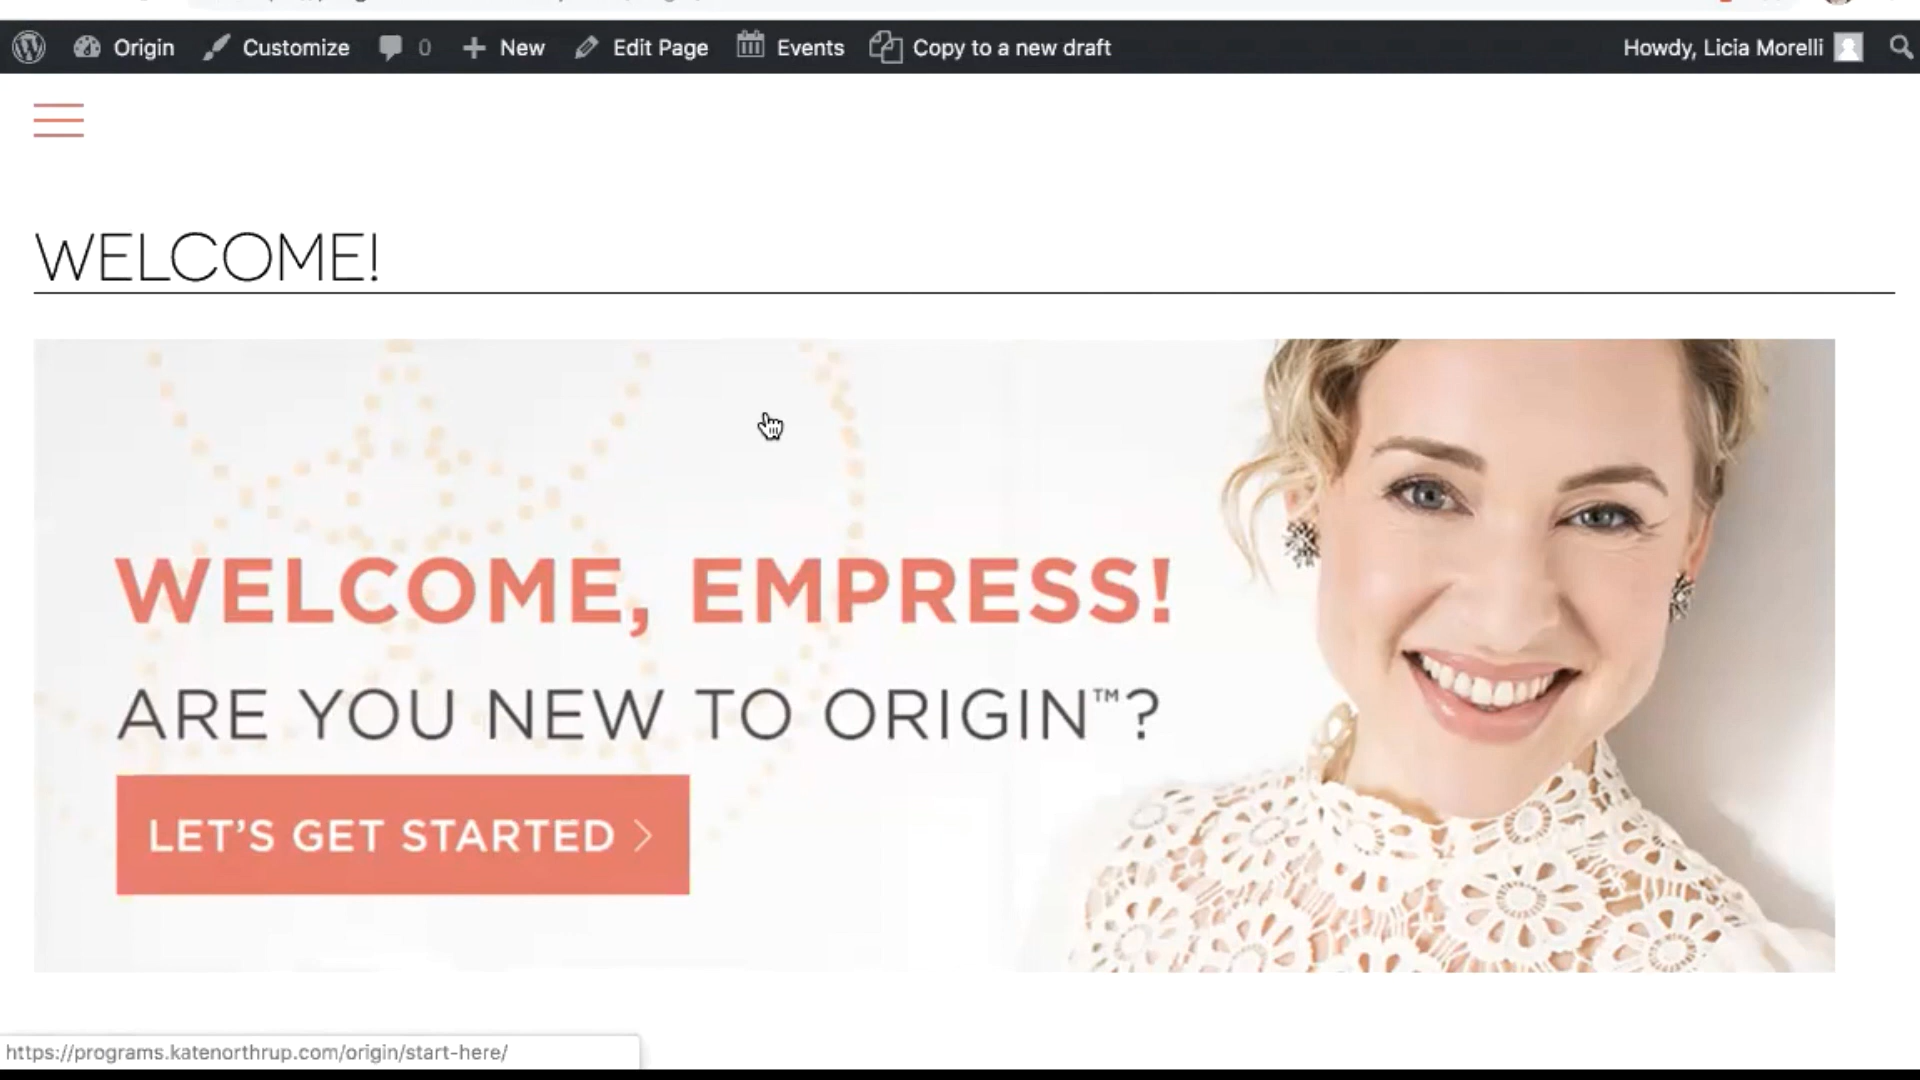 Origin Customize 0 New Edit Page Events Copy to a new draft Howdy, Licia Morelli
WELCOME!
WELCOME, EMPRESS!
ARE YOU NEW TO ORIGIN™?
LET'S GET STARTED >
https://programs.katenorthrup.com/origin/start-here/